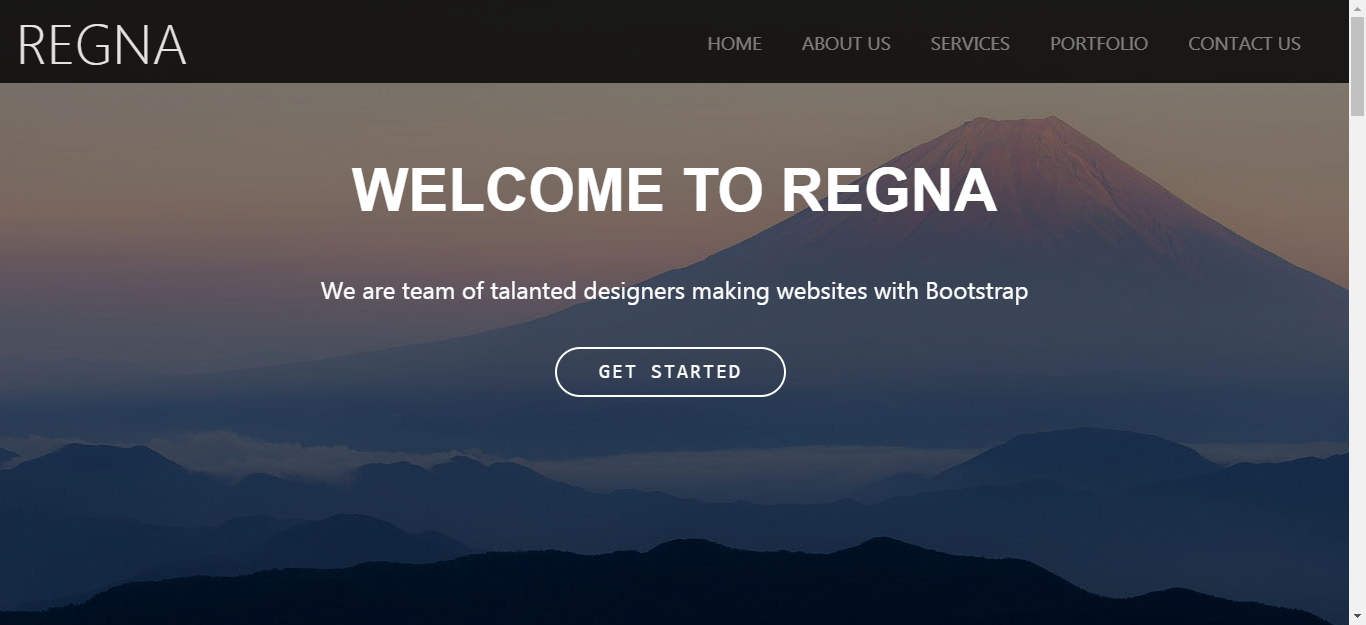 REGNA
HOME ABOUT US SERVICES PORTFOLIO CONTACT US
WELCOME TO REGNA
We are team of talanted designers making websites with Bootstrap
GET STARTED